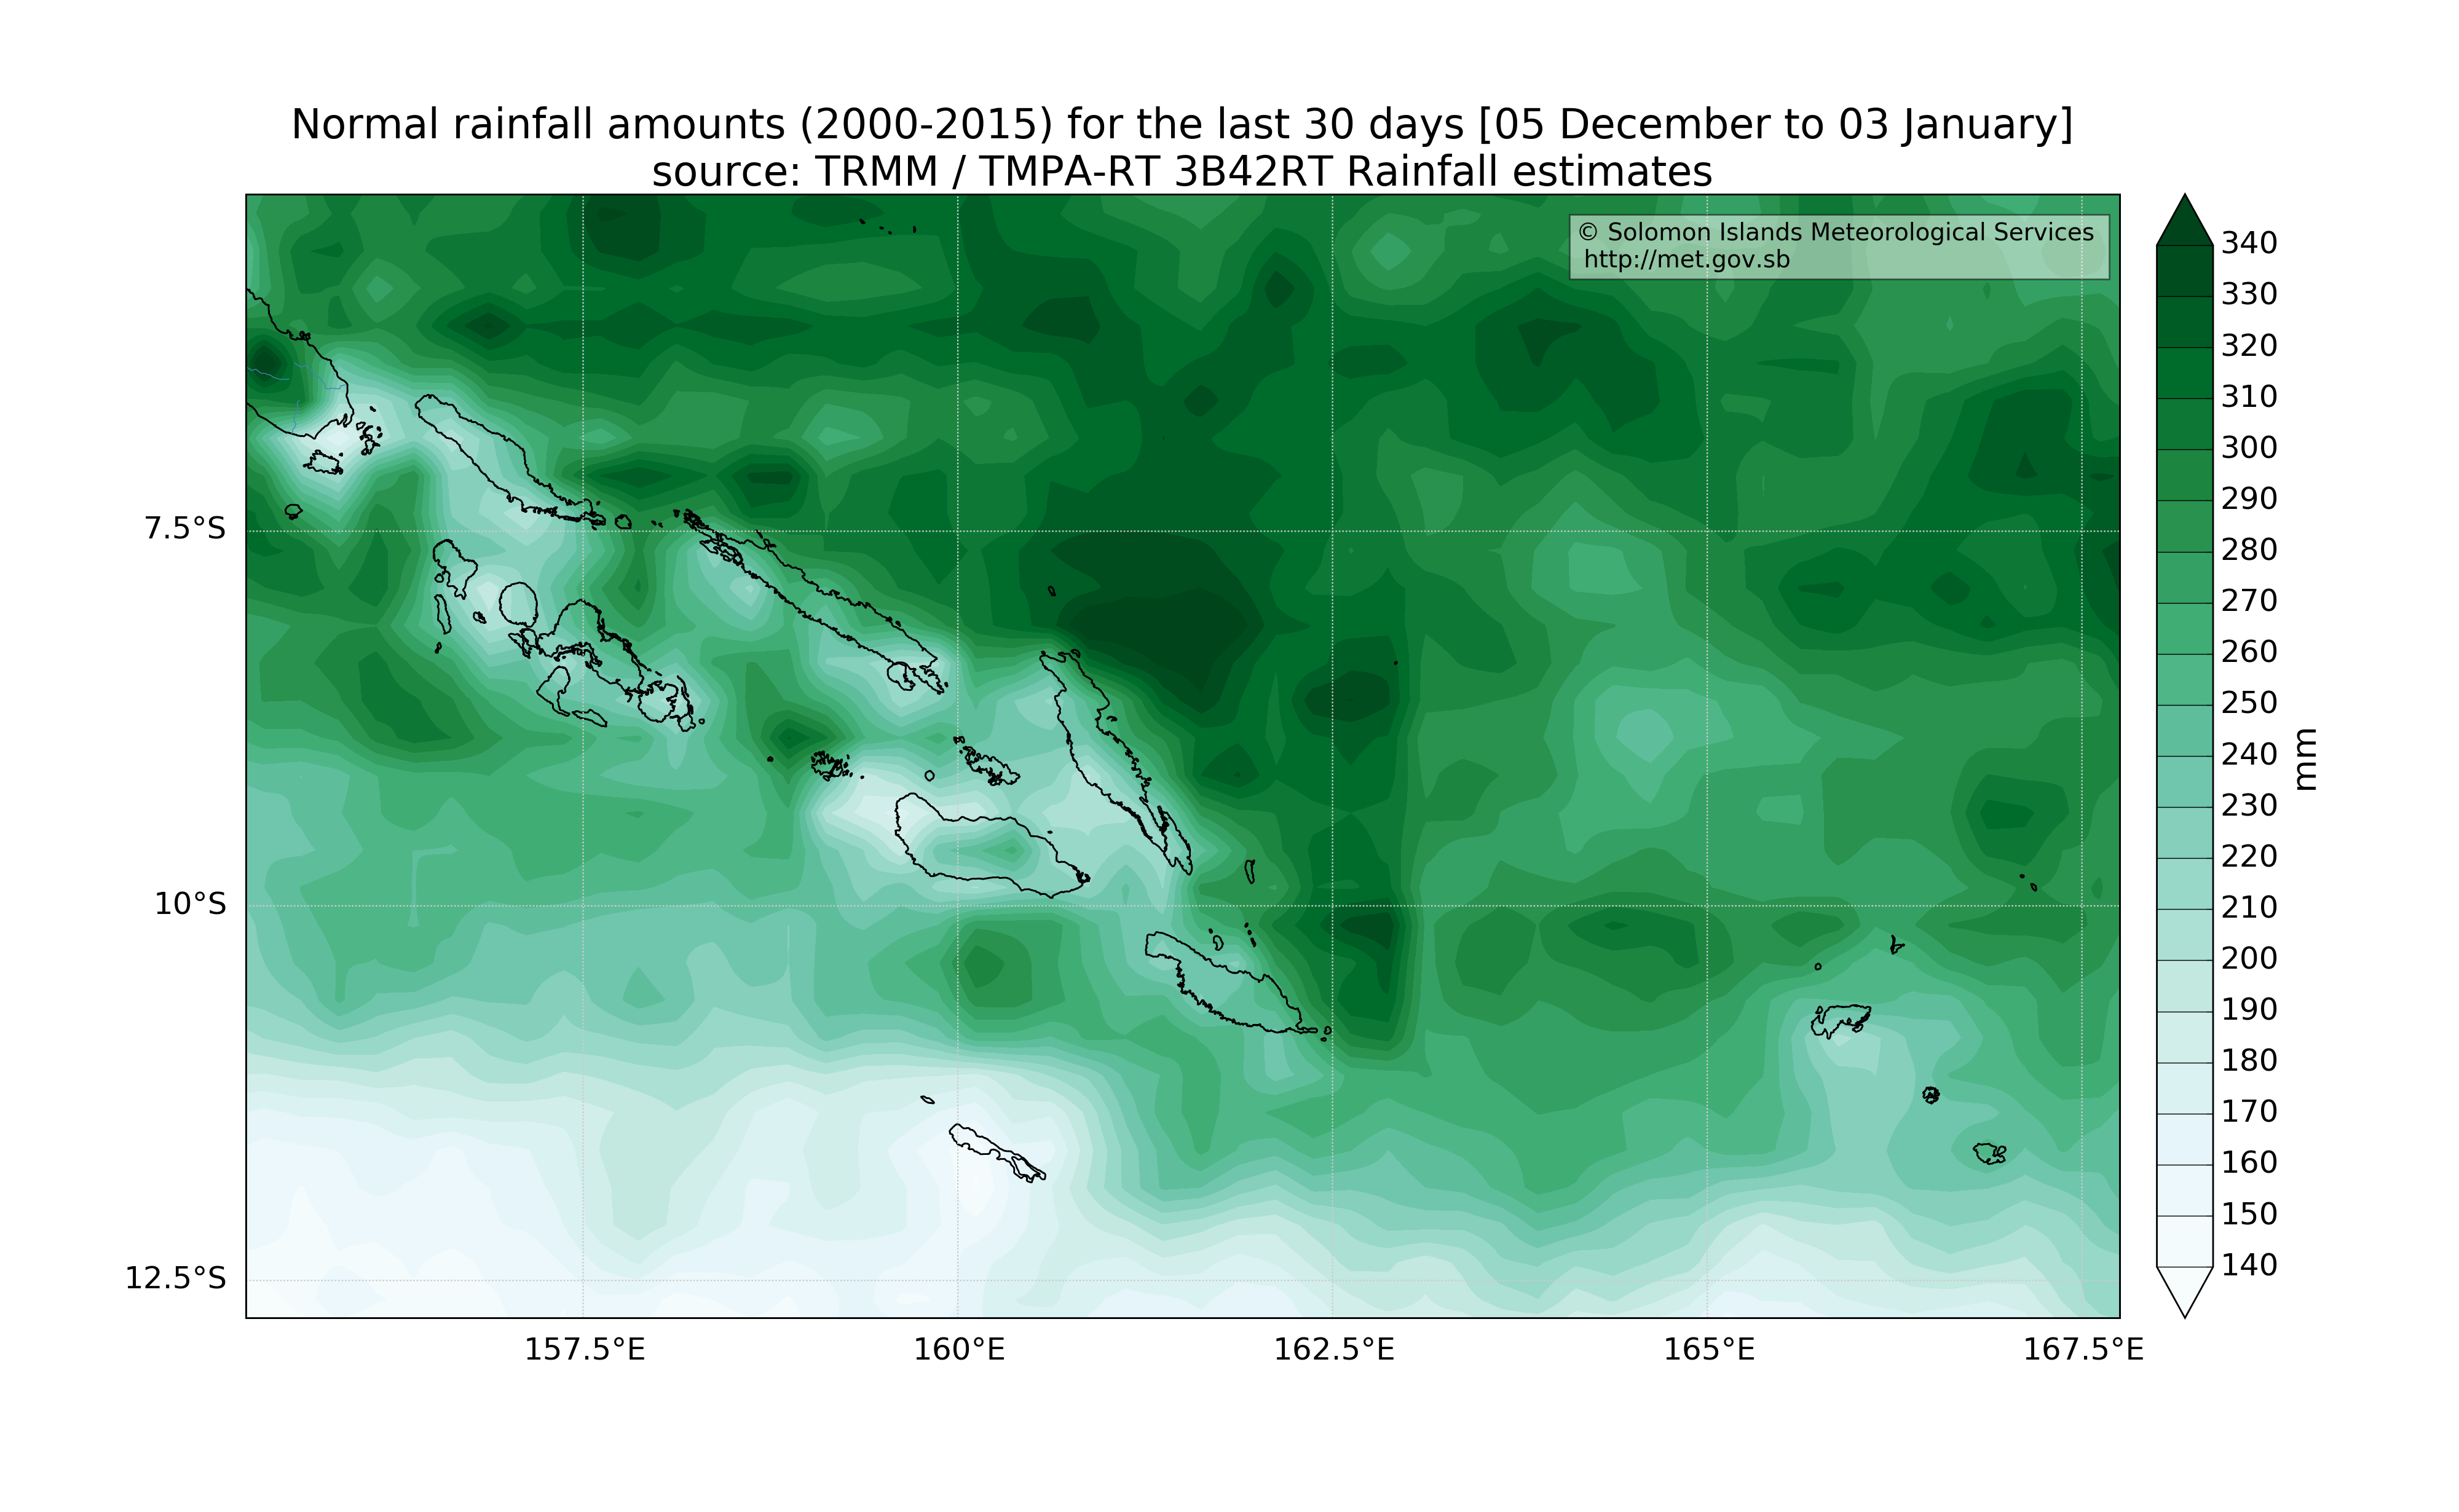 Normal rainfall amounts (2000-2015) for the last 30 days [05 December to 03 January]
source: TRMM / TMPA-RT 3B42RT Rainfall estimates
© Solomon Islands Meteorological Services
http://met.gov.sb
340
330
320
310
300
290
280
270
260
250
240
230
220
210
200
190
180
170
160
150
140
mm
7.5°S
10°S
12.5°S
157.5°E
160°E
162.5°E
165°E
167.5°E